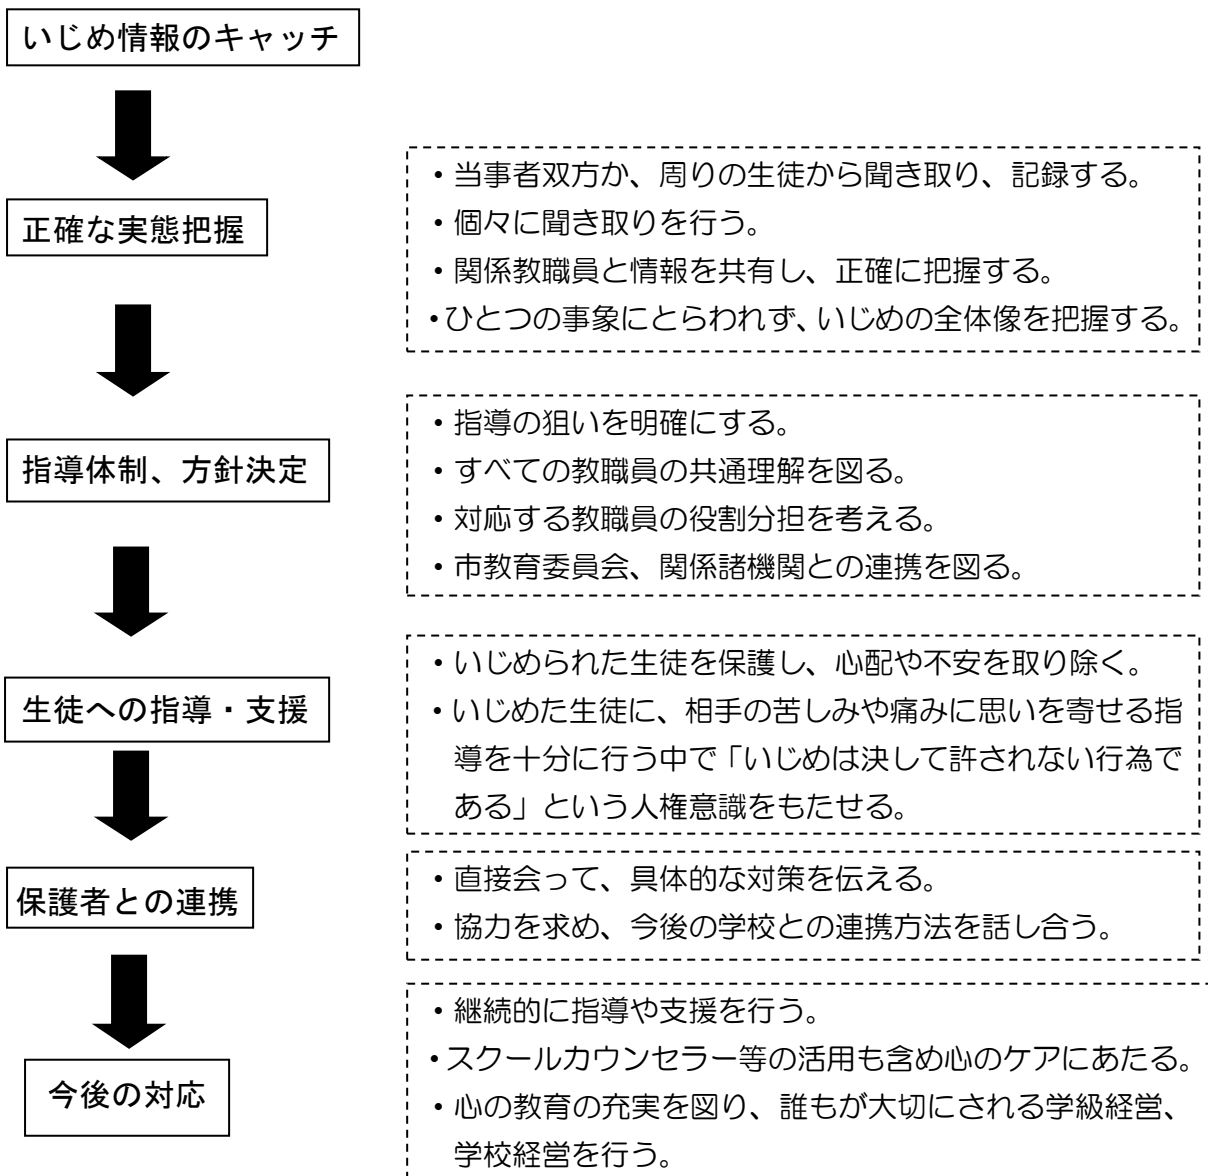 いじめ情報のキャッチ
正確な実態把握
・当事者双方か、周りの生徒から聞き取り、記録する。
・個々に聞き取りを行う。
・関係教職員と情報を共有し、正確に把握する。
・ひとつの事象にとらわれず、いじめの全体像を把握する。
指導体制、方針決定
・指導の狙いを明確にする。
・すべての教職員の共通理解を図る。
・対応する教職員の役割分担を考える。
・市教育委員会、関係諸機関との連携を図る。
生徒への指導・支援
・いじめられた生徒を保護し、心配や不安を取り除く。
・いじめた生徒に、相手の苦しみや痛みに思いを寄せる指
導を十分に行う中で「いじめは決して許されない行為で
ある」という人権意識をもたせる。
保護者との連携
・直接会って、具体的な対策を伝える。
・協力を求め、今後の学校との連携方法を話し合う。
今後の対応
・継続的に指導や支援を行う。
・スクールカウンセラー等の活用も含め心のケアにあたる。
・心の教育の充実を図り、誰もが大切にされる学級経営、
学校経営を行う。